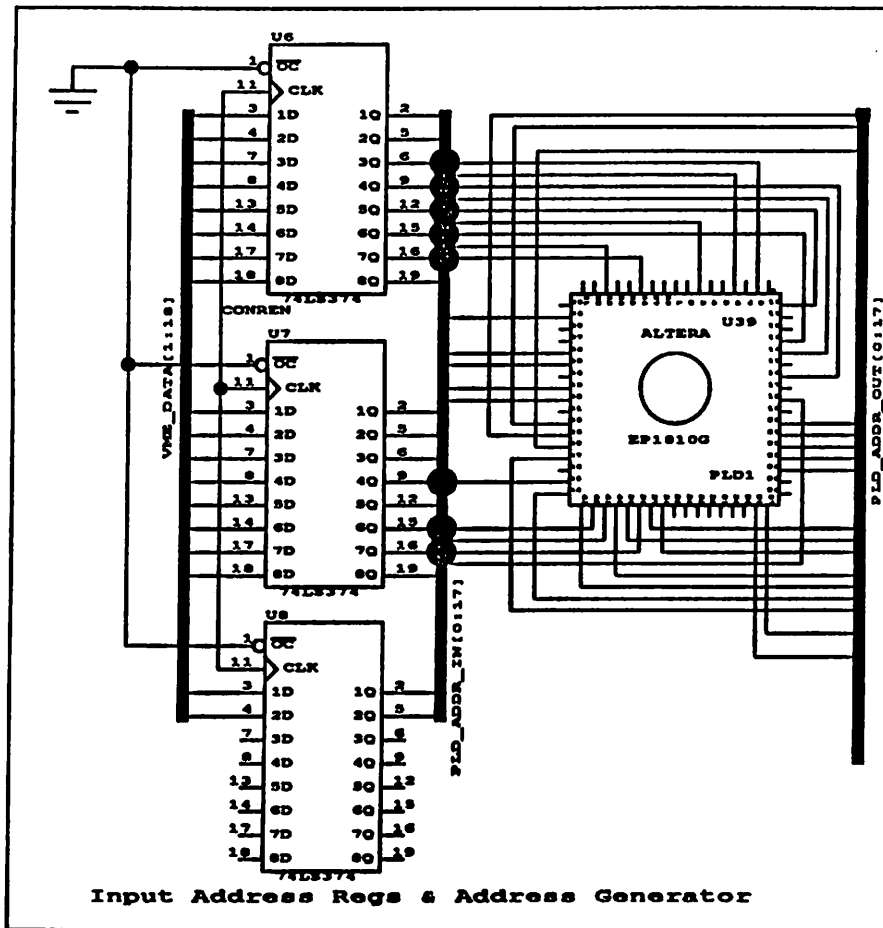 U6
1 OC
11 CLK
3 1D 1Q 2
4 2D 2Q 5
7 3D 3Q 6
8 4D 4Q 9
13 5D 5Q 12
14 6D 6Q 15
17 7D 7Q 16
18 8D 8Q 19
74LS374
CONREN
U7
1 OC
11 CLK
3 1D 1Q 2
4 2D 2Q 5
7 3D 3Q 6
8 4D 4Q 9
13 5D 5Q 12
14 6D 6Q 15
17 7D 7Q 16
18 8D 8Q 19
74LS374
U8
1 OC
11 CLK
3 1D 1Q 2
4 2D 2Q 5
7 3D 3Q 6
8 4D 4Q 9
13 5D 5Q 12
14 6D 6Q 15
17 7D 7Q 16
18 8D 8Q 19
74LS374
VME_DATA[1:18]
PLD_ADDR_IN[0:17]
U39
ALTERA
EP1810G
PLD1
PLD_ADDR_OUT[0:17]
Input Address Regs & Address Generator